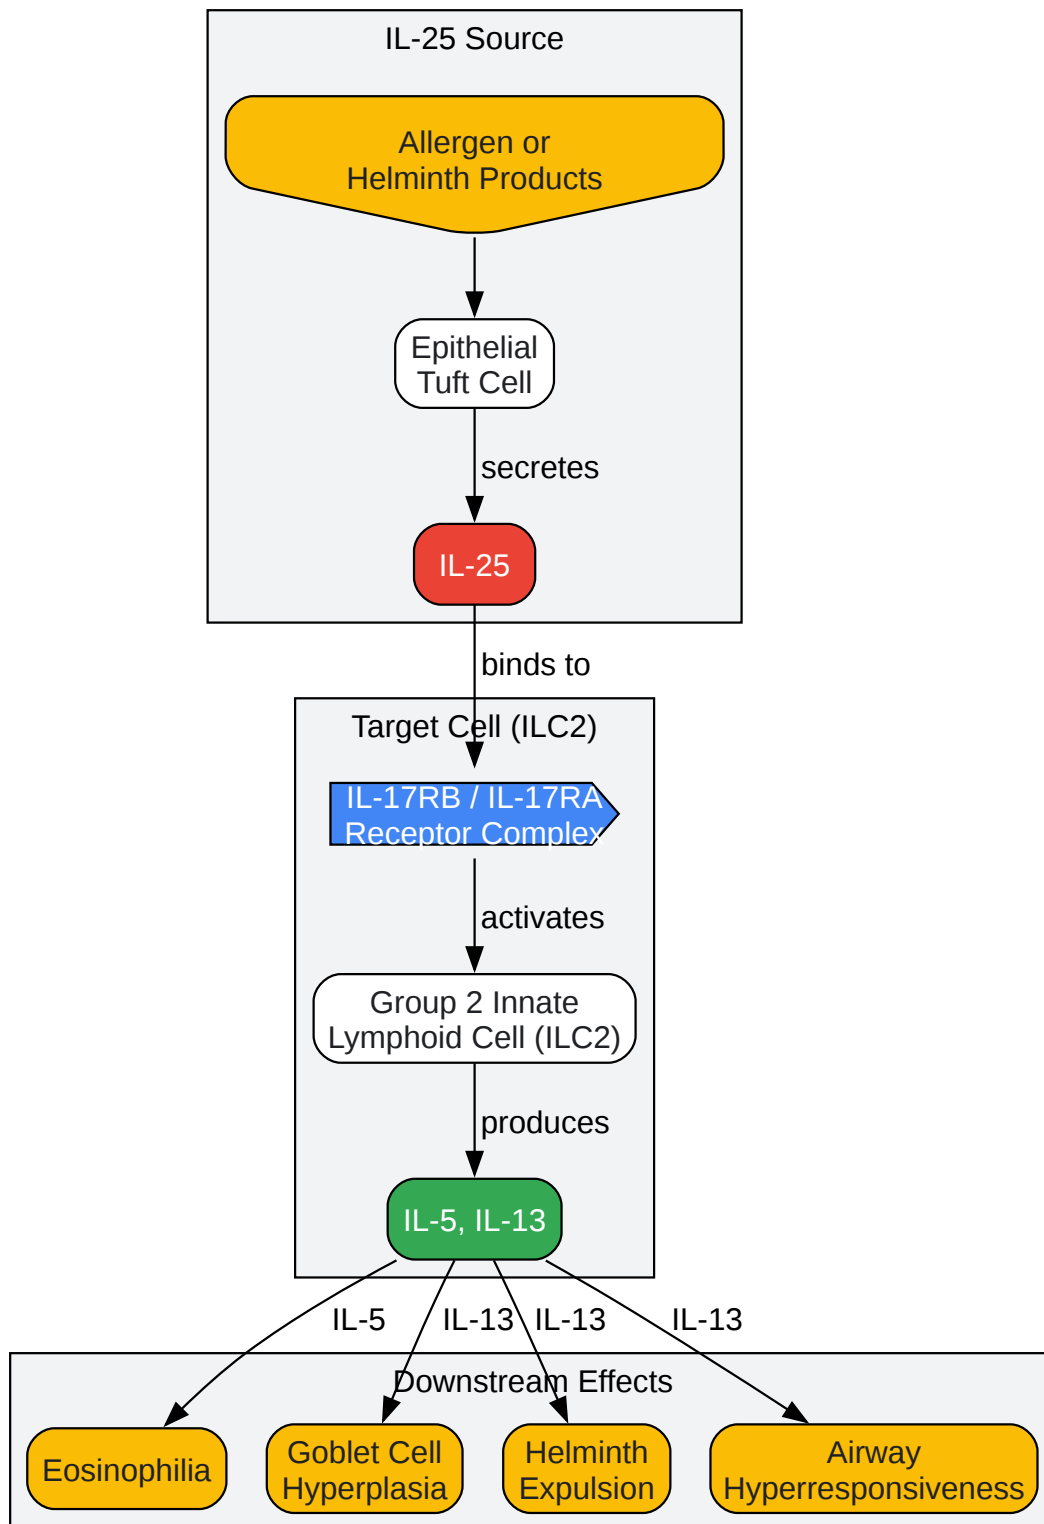 IL-25 Source
Allergen or
Helminth Products
Epithelial
Tuft Cell
secretes
IL-25
binds to
Target Cell (ILC2)
IL-17RB / IL-17RA
Receptor Complex
activates
Group 2 Innate
Lymphoid Cell (ILC2)
produces
IL-5, IL-13
IL-5
IL-13
IL-13
IL-13
Downstream Effects
Eosinophilia
Goblet Cell
Hyperplasia
Helminth
Expulsion
Airway
Hyperresponsiveness